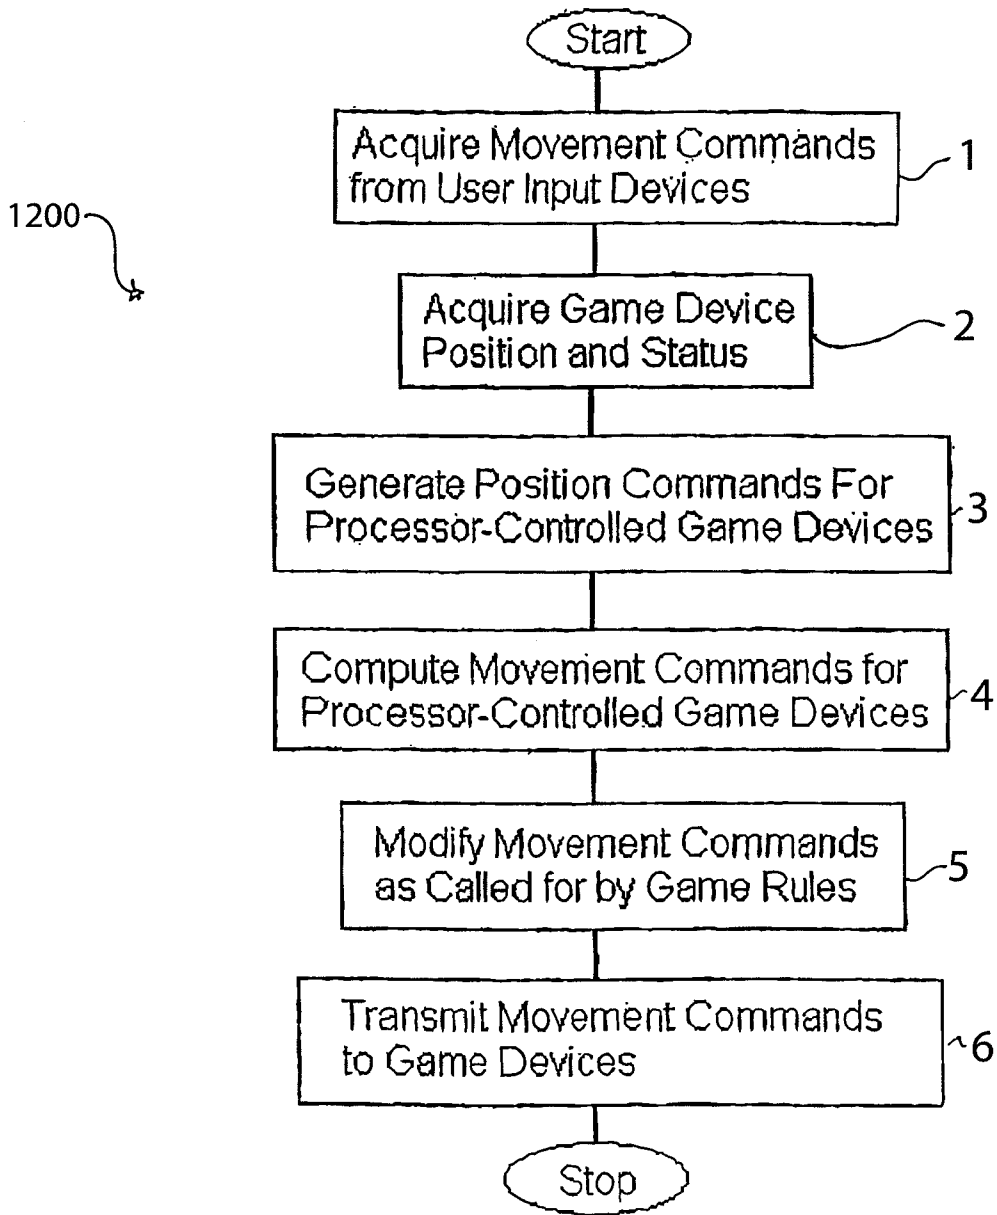 Start
Acquire Movement Commands
from User Input Devices
1
1200
Acquire Game Device
Position and Status
2
Generate Position Commands For
Processor-Controlled Game Devices
3
Compute Movement Commands for
Processor-Controlled Game Devices
4
Modify Movement Commands
as Called for by Game Rules
5
Transmit Movement Commands
to Game Devices
6
Stop